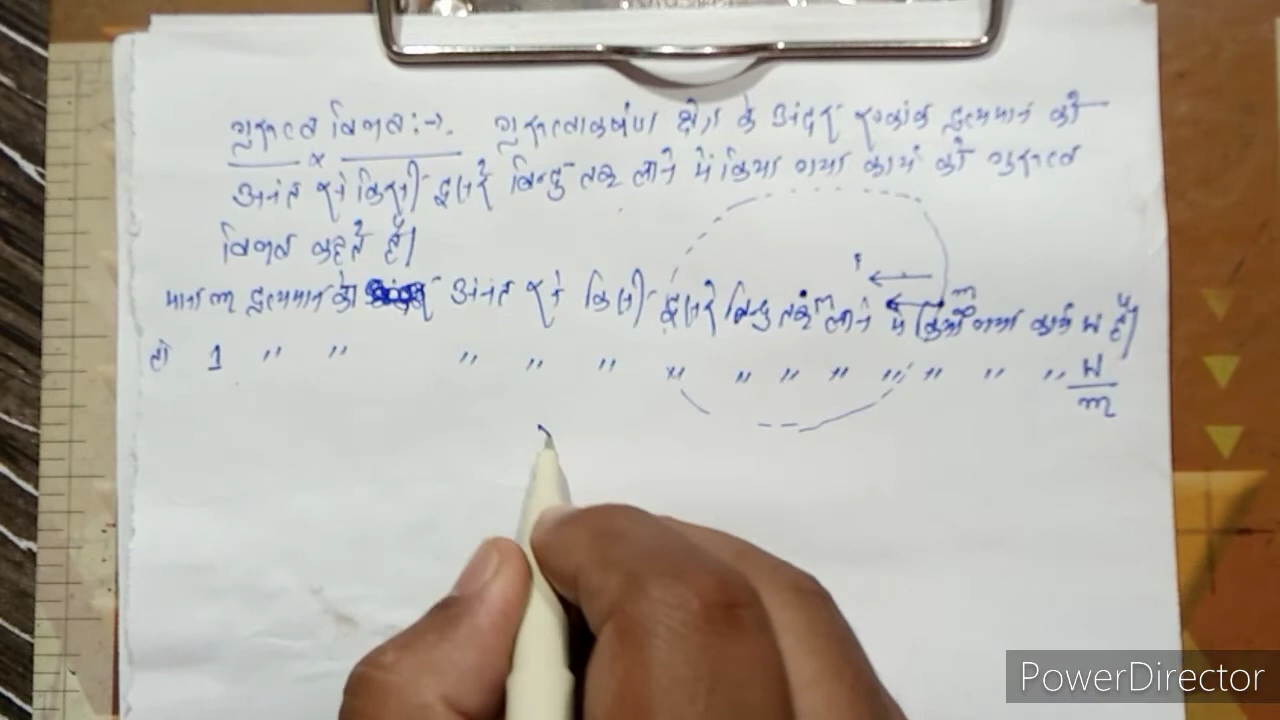 गुरुत्व विभव :→ गुरुत्वाकर्षण क्षेत्र के अंदर एकांक द्रव्यमान को
अनंत से किसी दूसरे बिन्दु तक लाने में किया गया कार्य को गुरुत्व
विभव कहते हैं।
F
m m
माना m द्रव्यमान को अनंत से किसी दूसरे बिन्दु तक लाने में किया गया कार्य W है।
तो 1 " " " " " " " " " " " " " W/m
PowerDirector